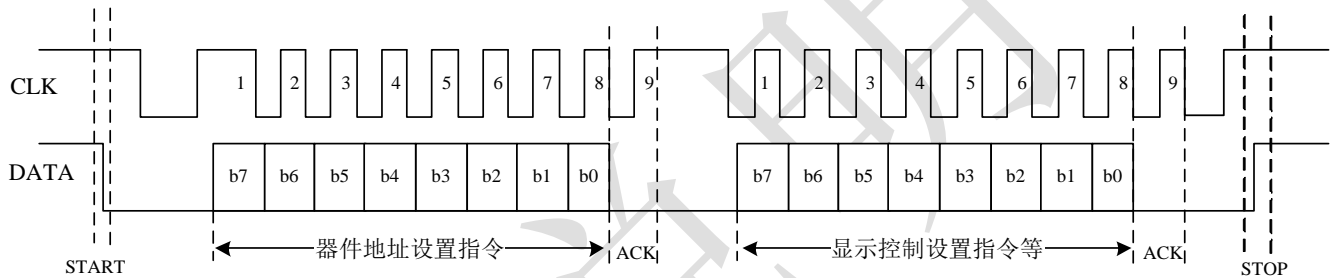 CLK 1 2 3 4 5 6 7 8 9 1 2 3 4 5 6 7 8 9
DATA b7 b6 b5 b4 b3 b2 b1 b0 b7 b6 b5 b4 b3 b2 b1 b0
器件地址设置指令 ACK 显示控制设置指令等 ACK
START STOP